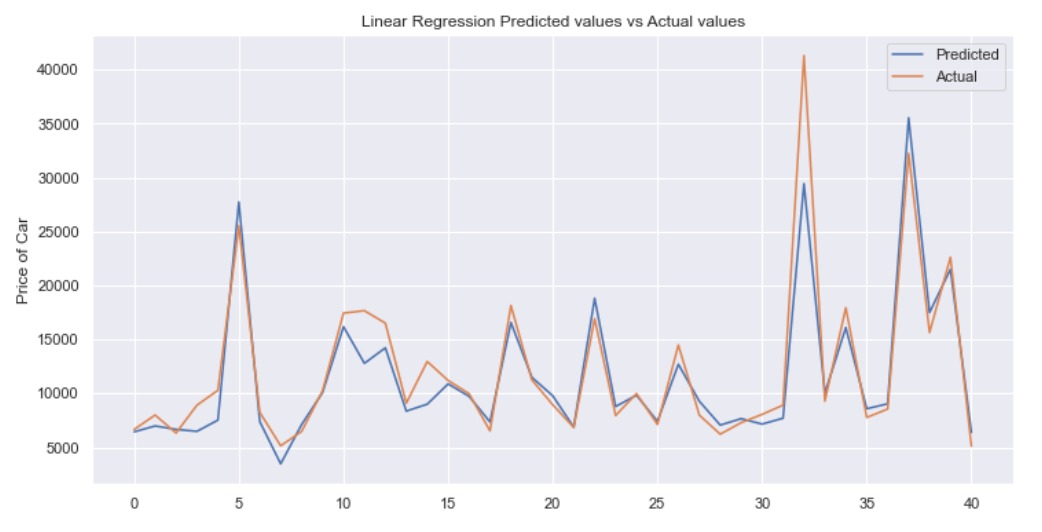 Linear Regression Predicted values vs Actual values
Predicted
Actual
40000
35000
30000
25000
20000
15000
10000
5000
Price of Car
0 5 10 15 20 25 30 35 40